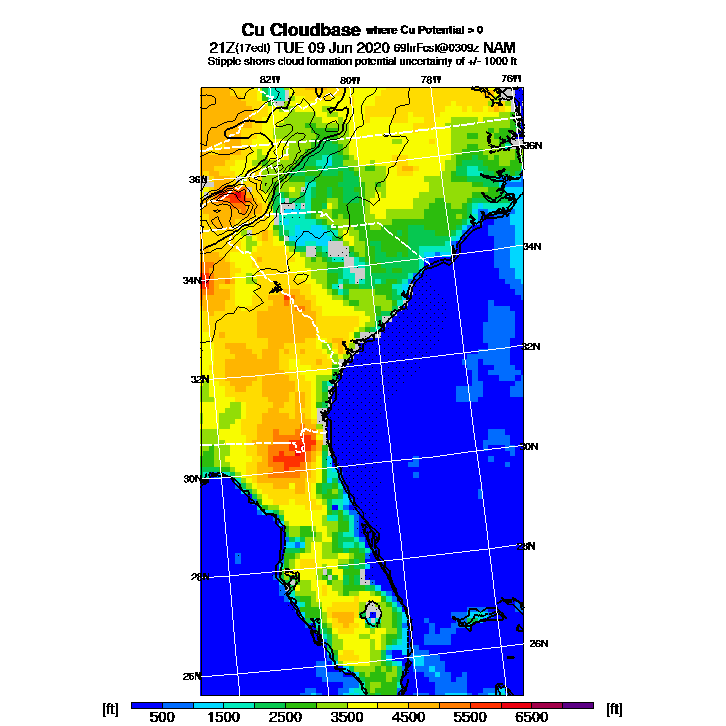 Cu Cloudbase where Cu Potential > 0
21Z (17edt) TUE 09 Jun 2020 69hrFcst@0309z NAM
Stipple shows cloud formation potential uncertainty of +/- 1000 ft
82W 80W 78W 76W
36N
36N
34N
34N
32N
32N
30N
30N
28N
28N
26N
26N
[ft] [ft]
500 1500 2500 3500 4500 5500 6500